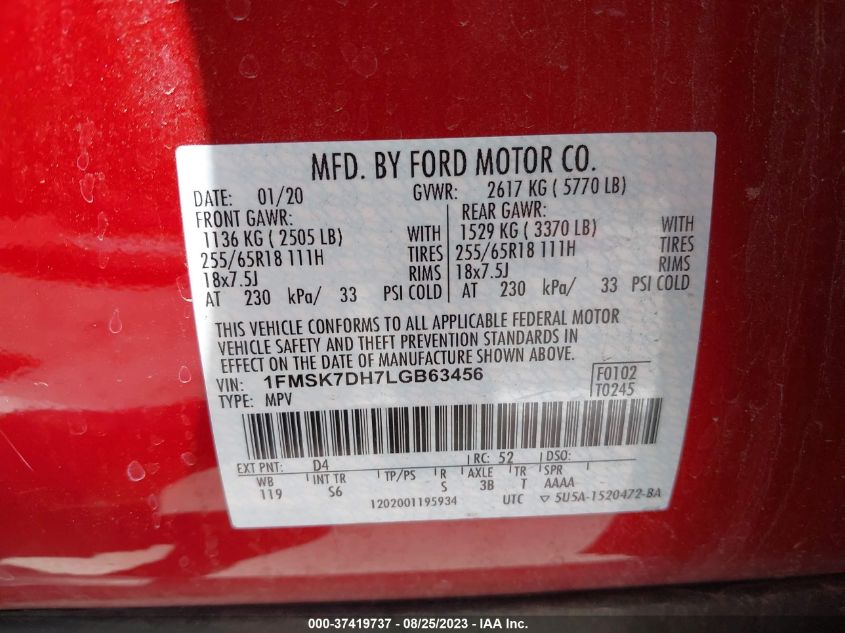 MFD. BY FORD MOTOR CO.
DATE: 01/20 GVWR: 2617 KG ( 5770 LB)
FRONT GAWR: REAR GAWR:
1136 KG ( 2505 LB) WITH 1529 KG ( 3370 LB) WITH
255/65R18 111H TIRES 255/65R18 111H TIRES
18x7.5J RIMS 18x7.5J RIMS
AT 230 kPa/ 33 PSI COLD AT 230 kPa/ 33 PSI COLD
THIS VEHICLE CONFORMS TO ALL APPLICABLE FEDERAL MOTOR
VEHICLE SAFETY AND THEFT PREVENTION STANDARDS IN
EFFECT ON THE DATE OF MANUFACTURE SHOWN ABOVE.
VIN: 1FMSK7DH7LGB63456 F0102
TYPE: MPV T0245
EXT PNT: D4 RC: 52 DSO:
WB INT TR TP/PS R AXLE TR SPR
119 S6 S 3B T AAAA
1202001195934 UTC ▽ 5U5A-1520472-BA
000-37419737 - 08/25/2023 - IAA Inc.